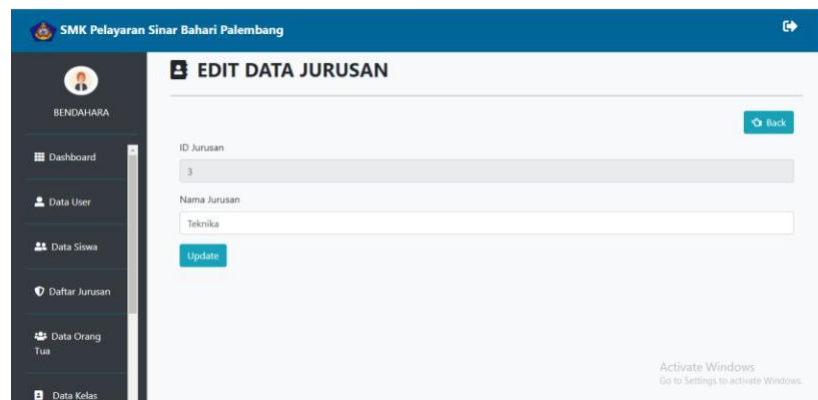 SMK Pelayaran Sinar Bahari Palembang
BENDAHARA
Dashboard
Data User
Data Siswa
Daftar Jurusan
Data Orang
Tua
Data Kelas
EDIT DATA JURUSAN
Back
ID Jurusan
3
Nama Jurusan
Teknika
Update
Activate Windows
Go to Settings to activate Windows.